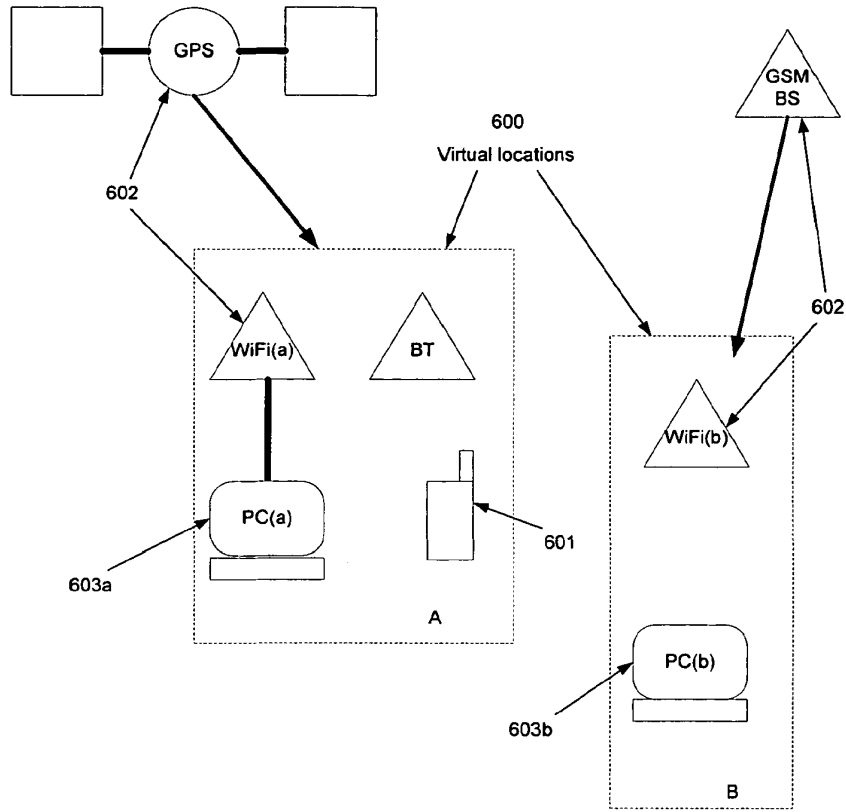 GPS
GSM
BS
600
Virtual locations
602
602
WiFi(a)
BT
WiFi(b)
PC(a)
601
603a
A
PC(b)
603b
B